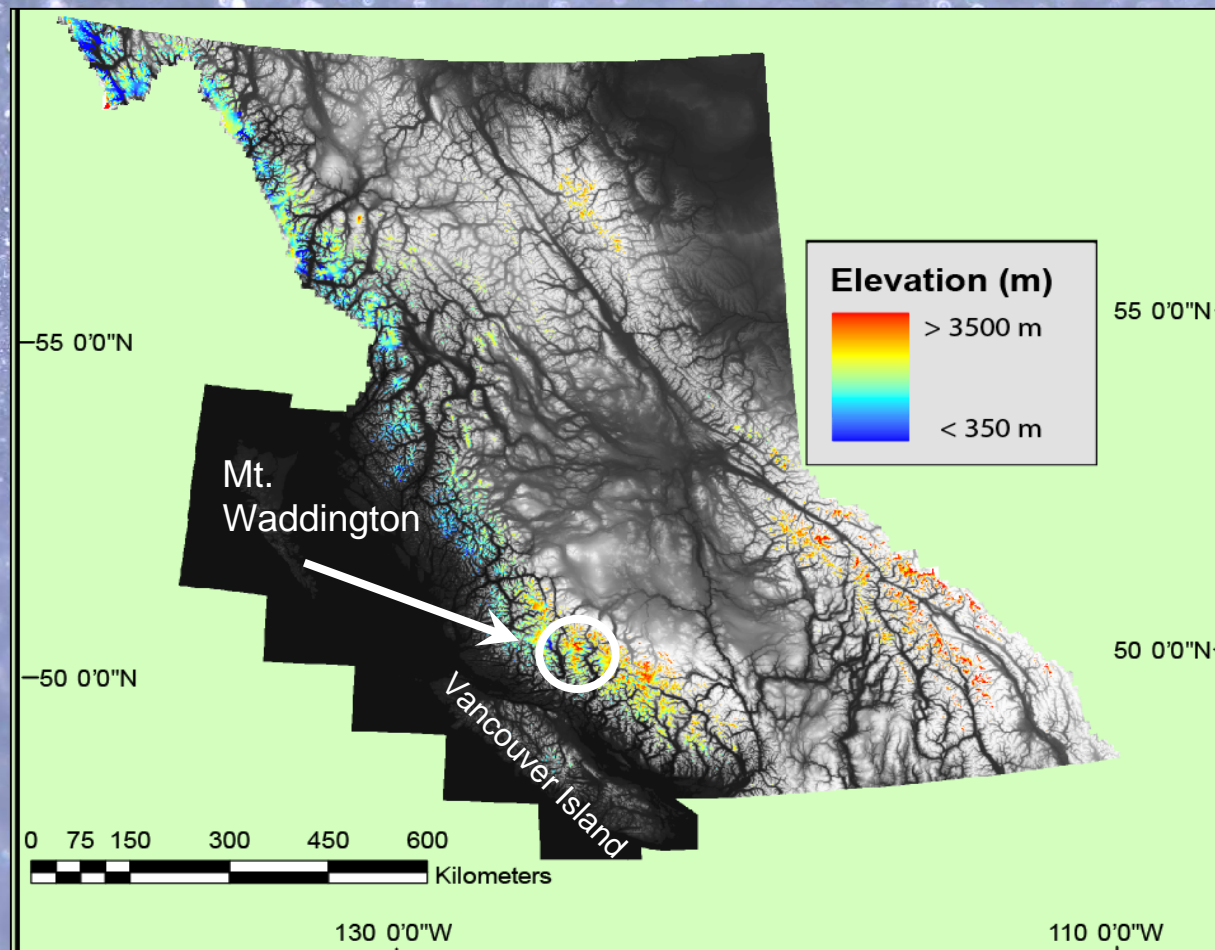 Elevation (m)
> 3500 m
< 350 m
55 0'0"N
55 0'0"N
Mt.
Waddington
50 0'0"N
50 0'0"N
Vancouver Island
0 75 150 300 450 600
Kilometers
130 0'0"W
110 0'0"W